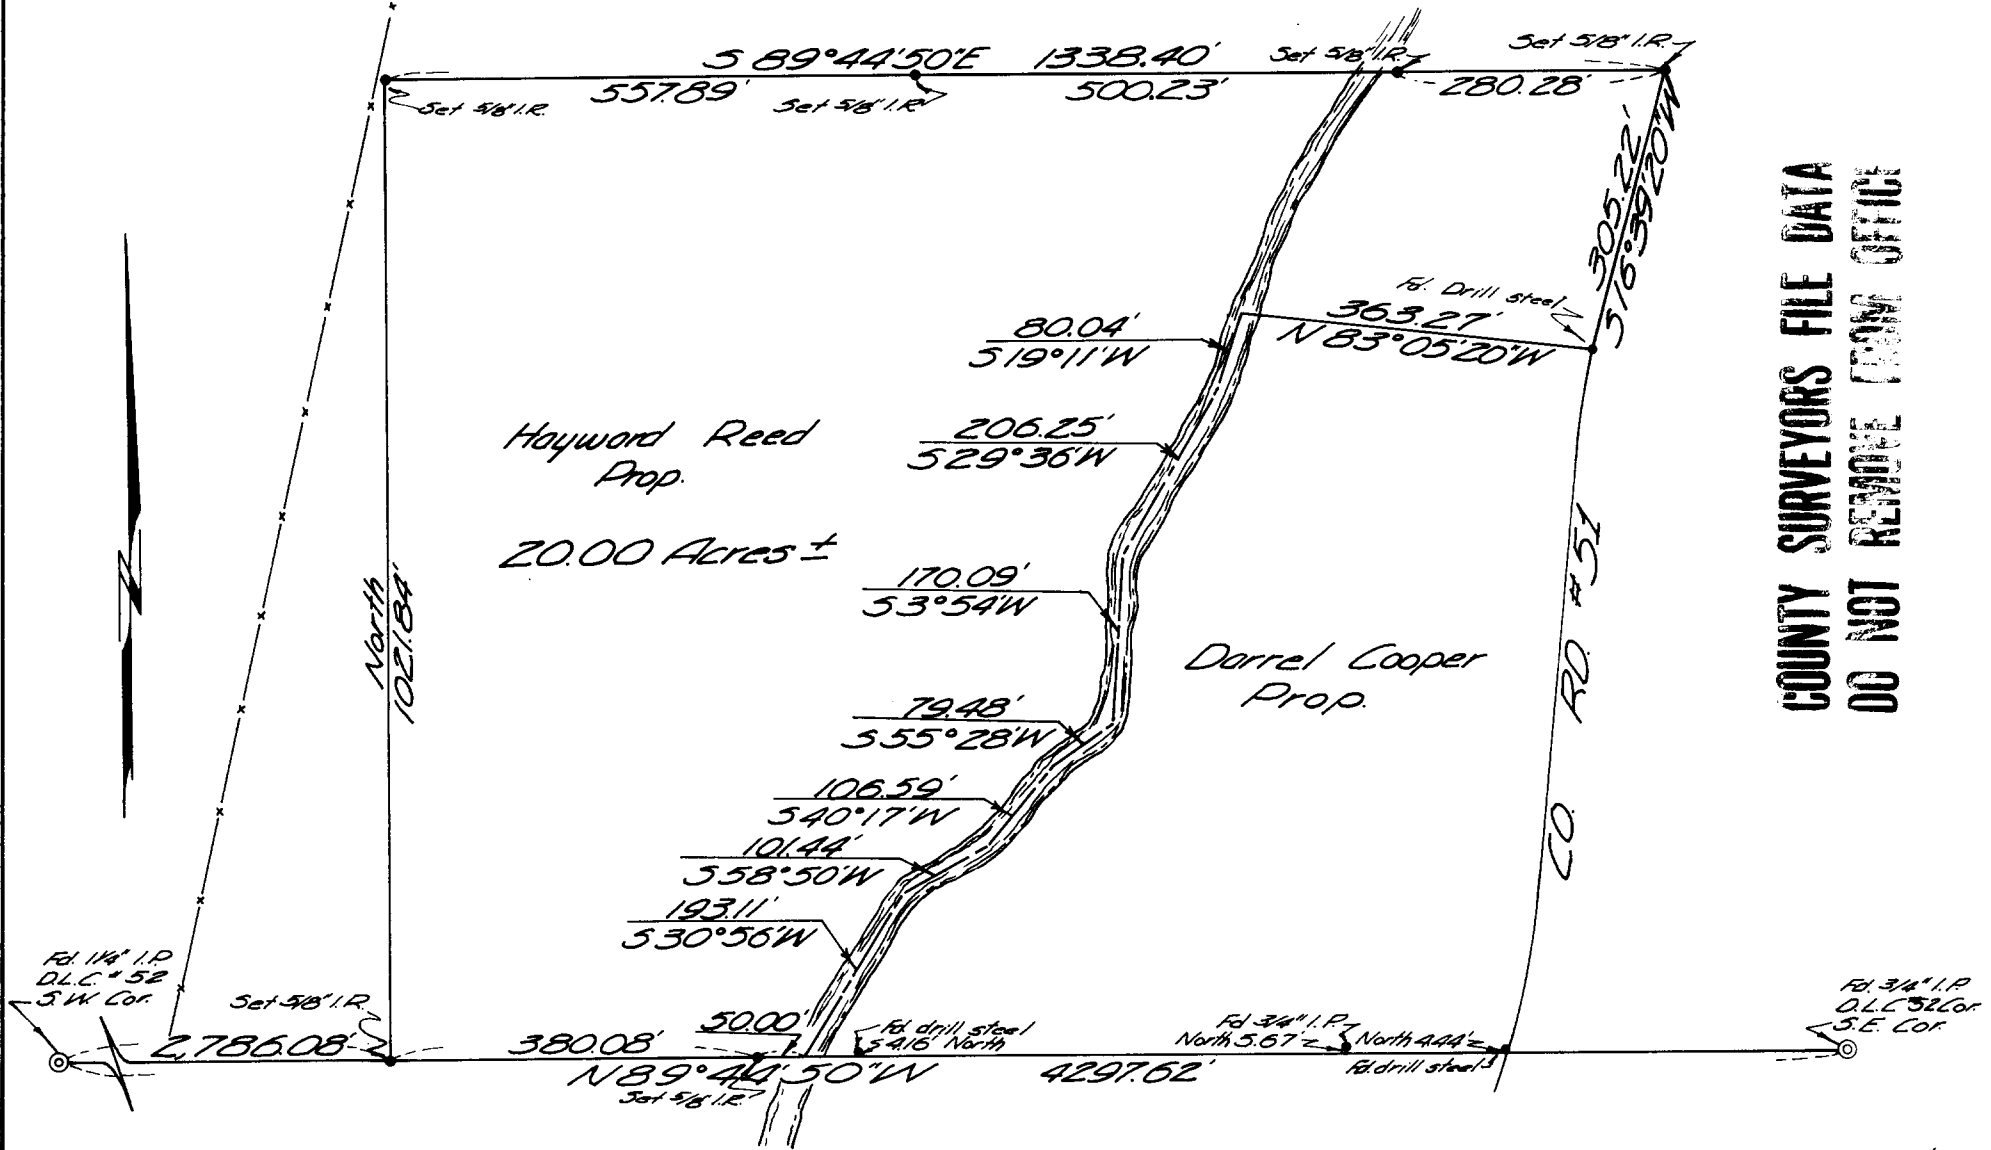 S 89°44'50"E 1338.40'
Set 5/8" I.R.
Set 5/8" I.R.
557.89'
500.23'
280.28'
Set 5/8" I.R.
Set 5/8" I.R.
305.22'
S16°39'20"W
Fd. Drill steel
363.27'
N 83°05'20"W
80.04'
S19°11'W
206.25'
S29°36'W
Hayward Reed
Prop.
20.00 Acres ±
170.09'
S3°54'W
North
1021.84'
Darrel Cooper
Prop.
CO. RD. #51
79.48'
S55°28'W
106.59'
S40°17'W
101.44'
S58°50'W
193.11'
S30°56'W
Fd. 1¼" I.P.
D.L.C. #52
S.W. Cor.
Set 5/8" I.R.
2,786.08'
380.08'
50.00'
Fd. drill steel
S 4.16' North
Fd 3/4" I.P.
North 5.67'
North 4.44'
Fd. drill steel
N89°44'50"W
4297.62'
Set 5/8 I.R.
Fd. 3/4" I.P.
D.L.C. #52 Cor.
S.E. Cor.
COUNTY SURVEYORS FILE DATA
DO NOT REMOVE FROM OFFICE